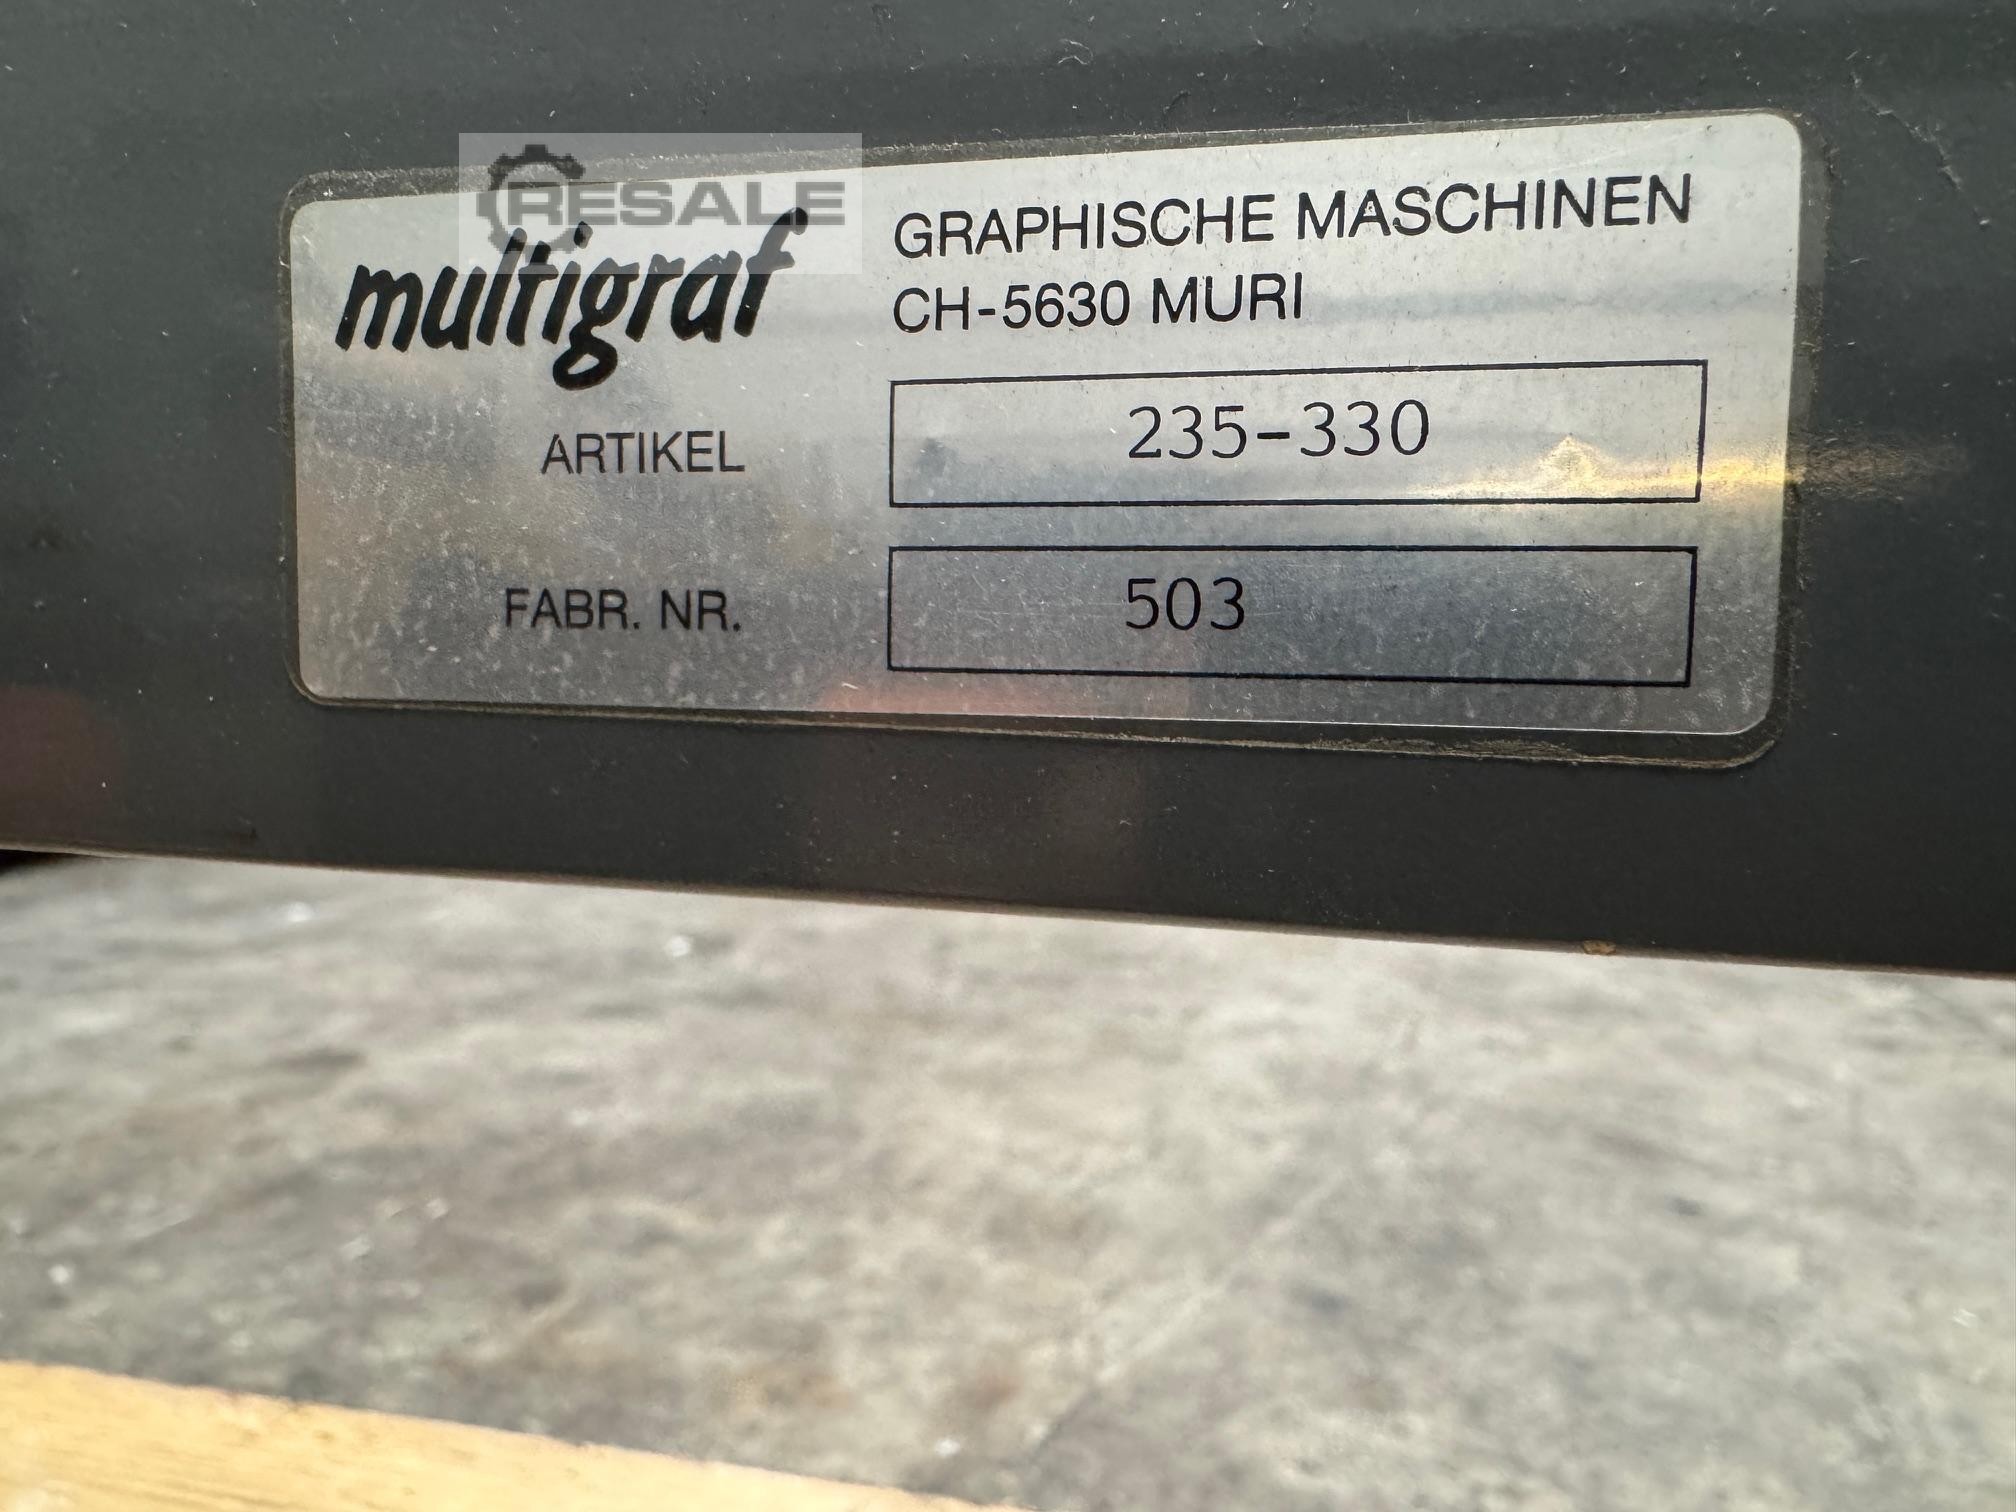 RESALE
multigraf
GRAPHISCHE MASCHINEN
CH-5630 MURI
ARTIKEL 235-330
FABR. NR. 503